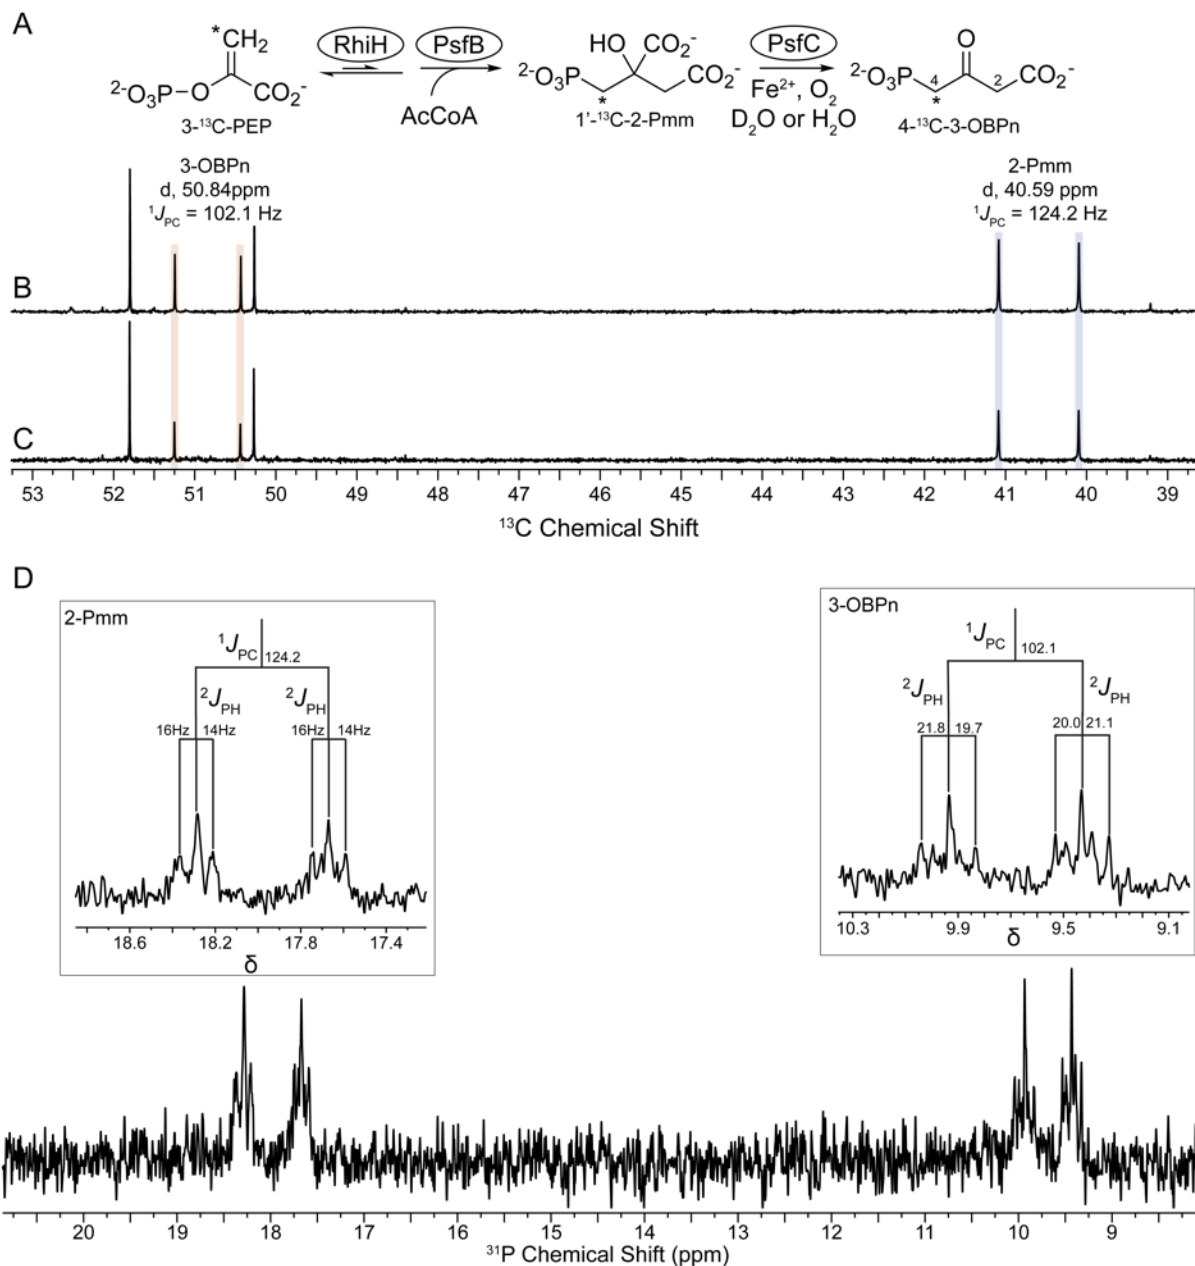 A
*CH₂
²⁻O₃P O CO₂⁻
3-¹³C-PEP
RhiH
PsfB
AcCoA
HO CO₂⁻
²⁻O₃P CO₂⁻
*
1'-¹³C-2-Pmm
PsfC
Fe²⁺, O₂
D₂O or H₂O
O
²⁻O₃P 4 2 CO₂⁻
*
4-¹³C-3-OBPn
3-OBPn
d, 50.84ppm
¹JPC = 102.1 Hz
2-Pmm
d, 40.59 ppm
¹JPC = 124.2 Hz
B
C
53 52 51 50 49 48 47 46 45 44 43 42 41 40 39
¹³C Chemical Shift
D
2-Pmm
¹JPC 124.2
²JPH ²JPH
16Hz 14Hz 16Hz 14Hz
18.6 18.2 17.8 17.4
δ
3-OBPn
¹JPC 102.1
²JPH ²JPH
21.8 19.7 20.0 21.1
10.3 9.9 9.5 9.1
δ
20 19 18 17 16 15 14 13 12 11 10 9
³¹P Chemical Shift (ppm)